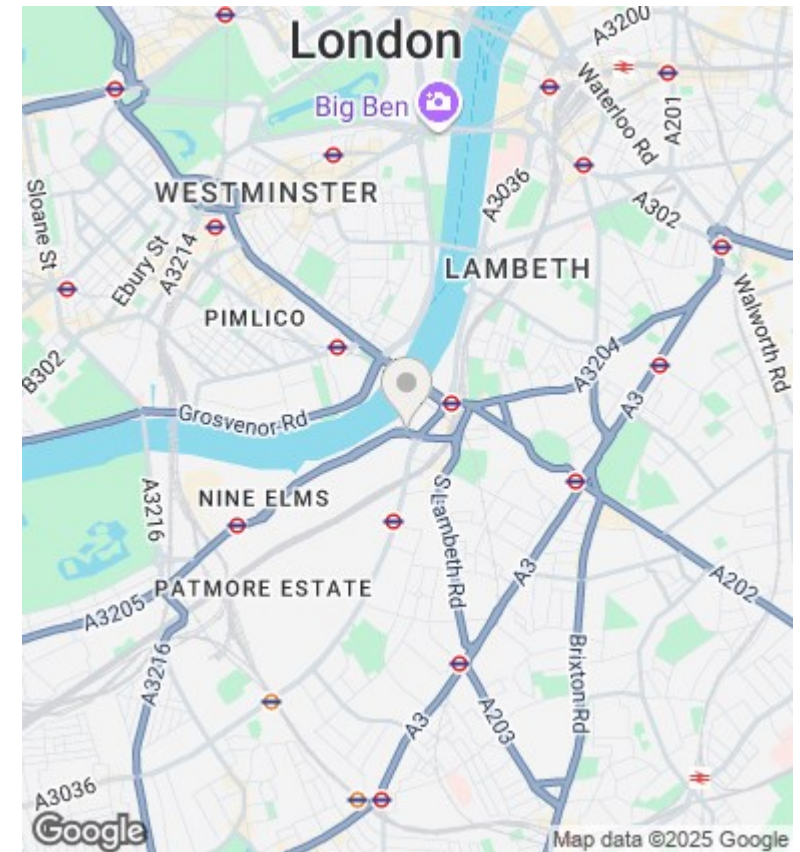 A3200
London
Big Ben
Waterloo Rd
A201
Sloane St
WESTMINSTER
A3036
A302
Ebury St
A3214
LAMBETH
Walworth Rd
PIMLICO
B302
A3204
A3
Grosvenor Rd
A3216
NINE ELMS
S Lambeth Rd
A3
A202
PATMORE ESTATE
A3205
A3216
Brixton Rd
A3
A203
A3036
Google
Map data ©2025 Google